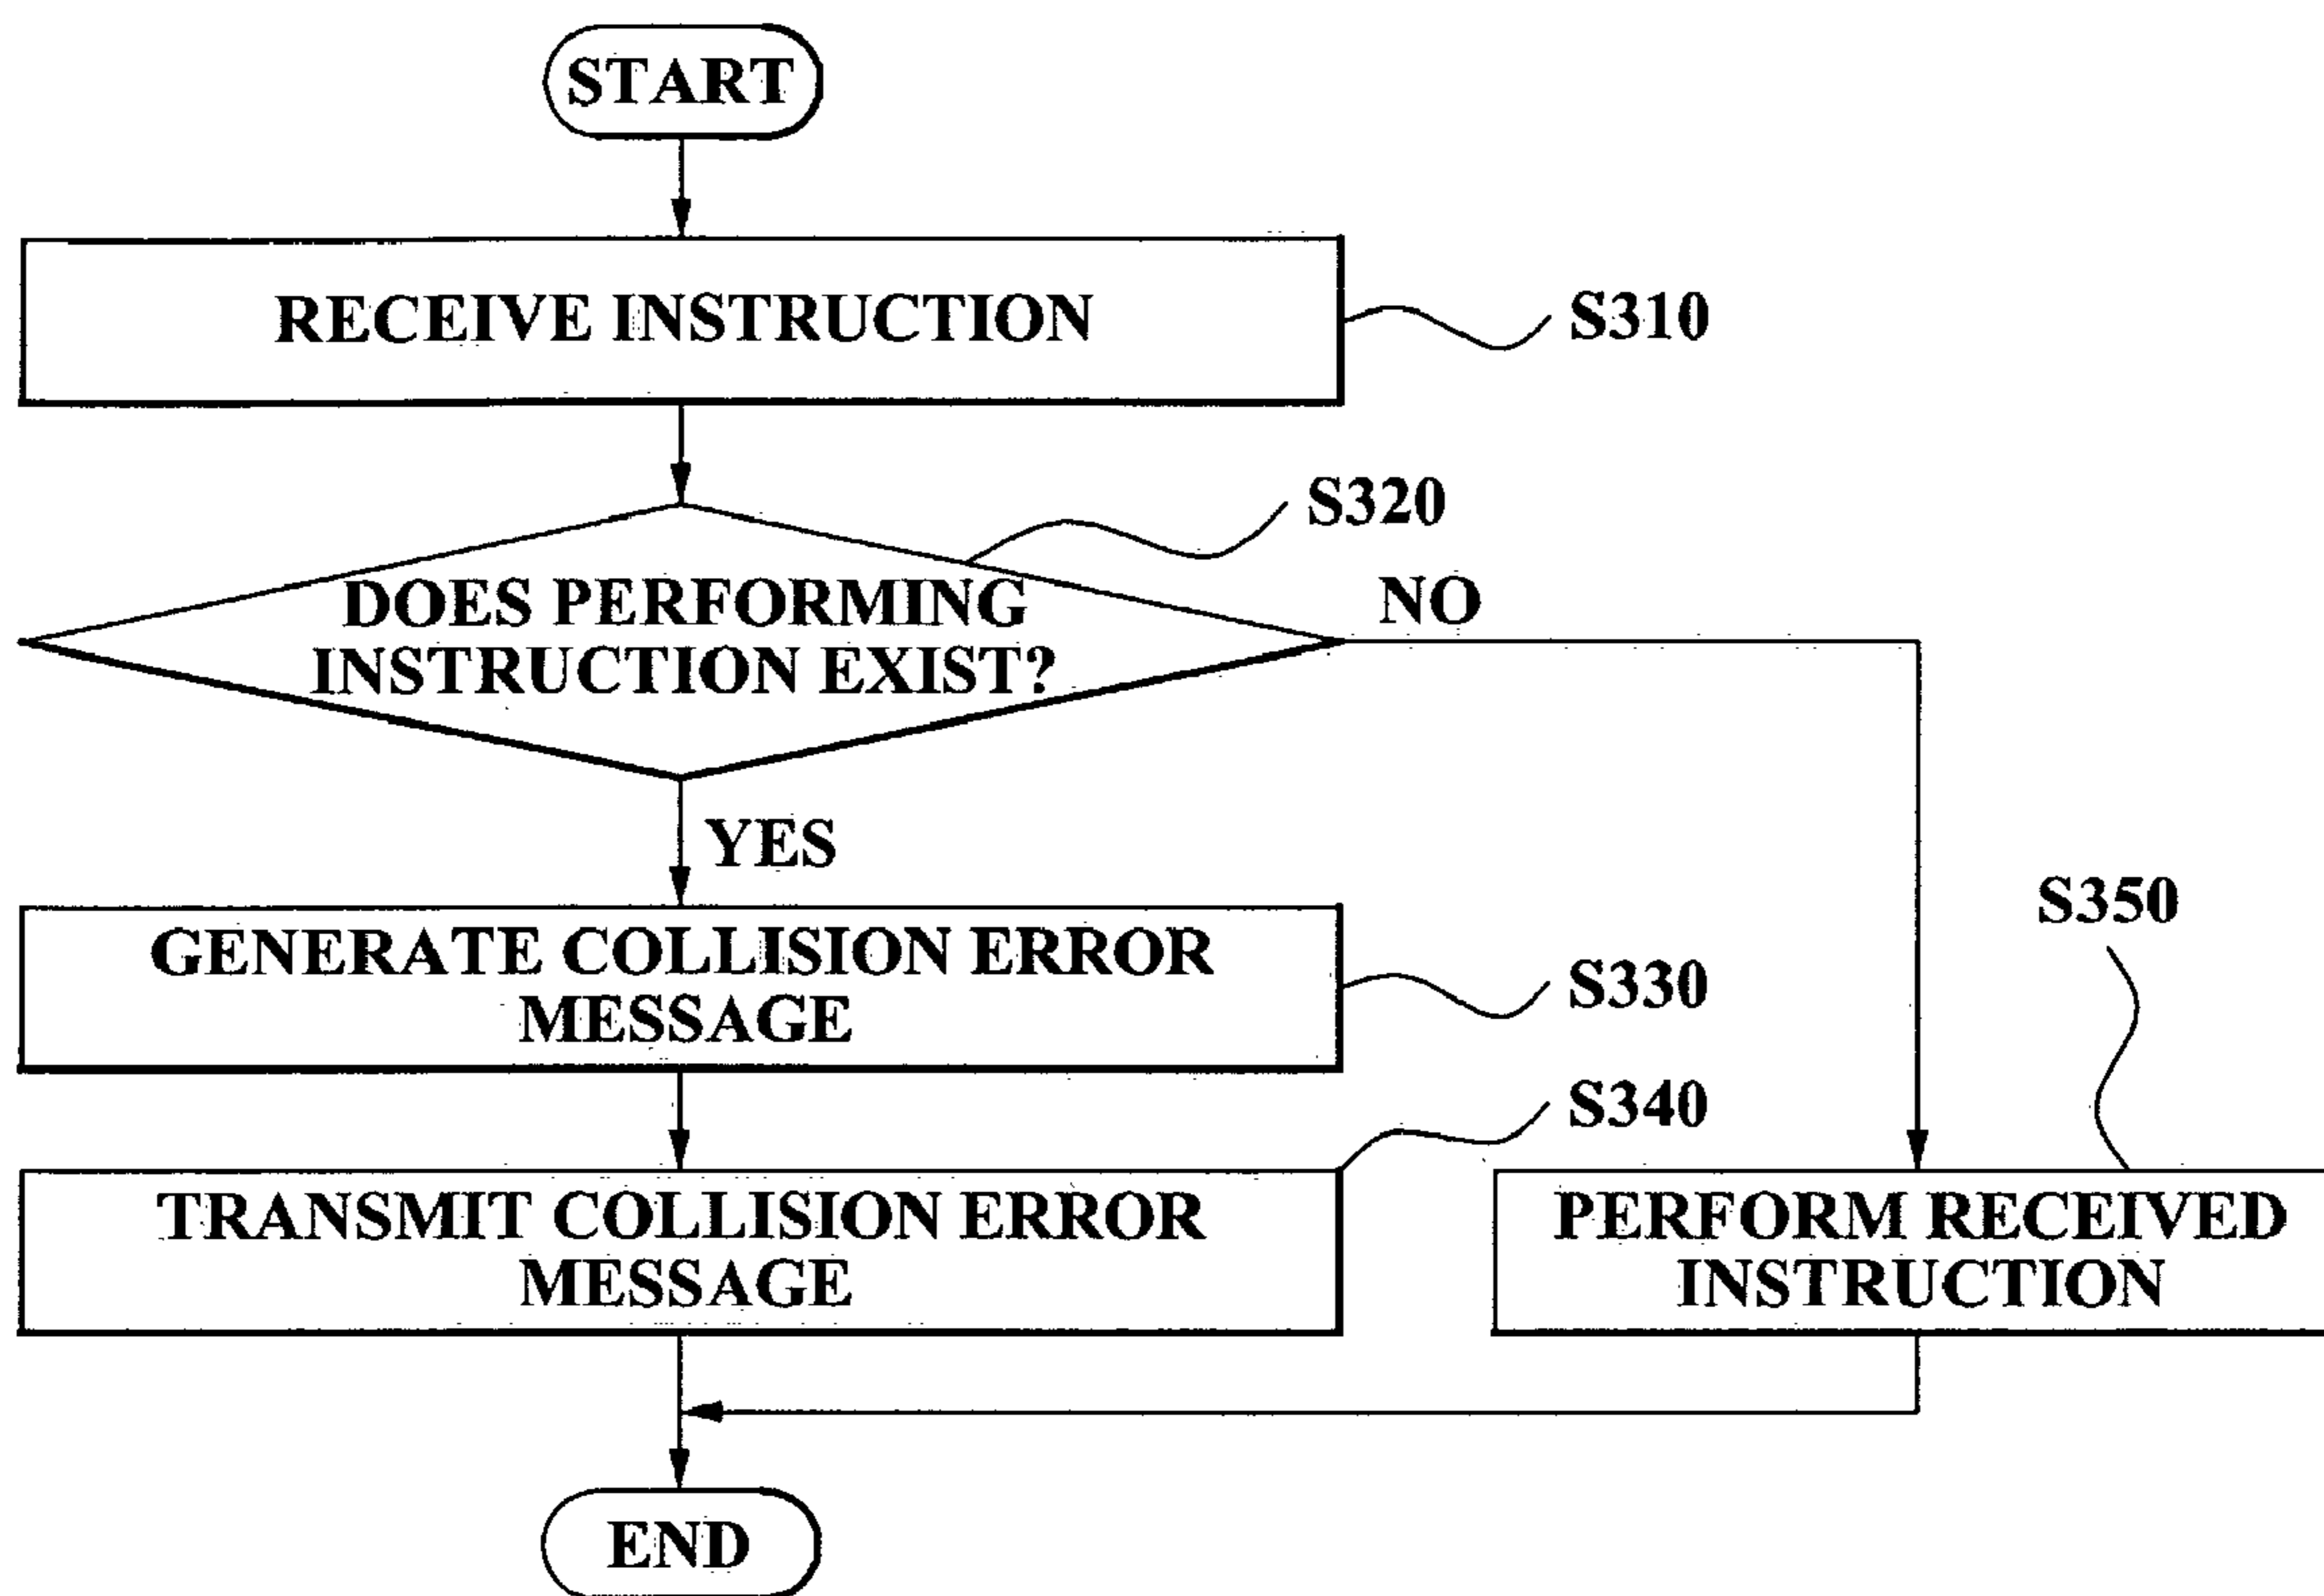 START
RECEIVE INSTRUCTION
S310
S320
DOES PERFORMING
INSTRUCTION EXIST?
NO
YES
GENERATE COLLISION ERROR
MESSAGE
S330
S350
S340
TRANSMIT COLLISION ERROR
MESSAGE
PERFORM RECEIVED
INSTRUCTION
END